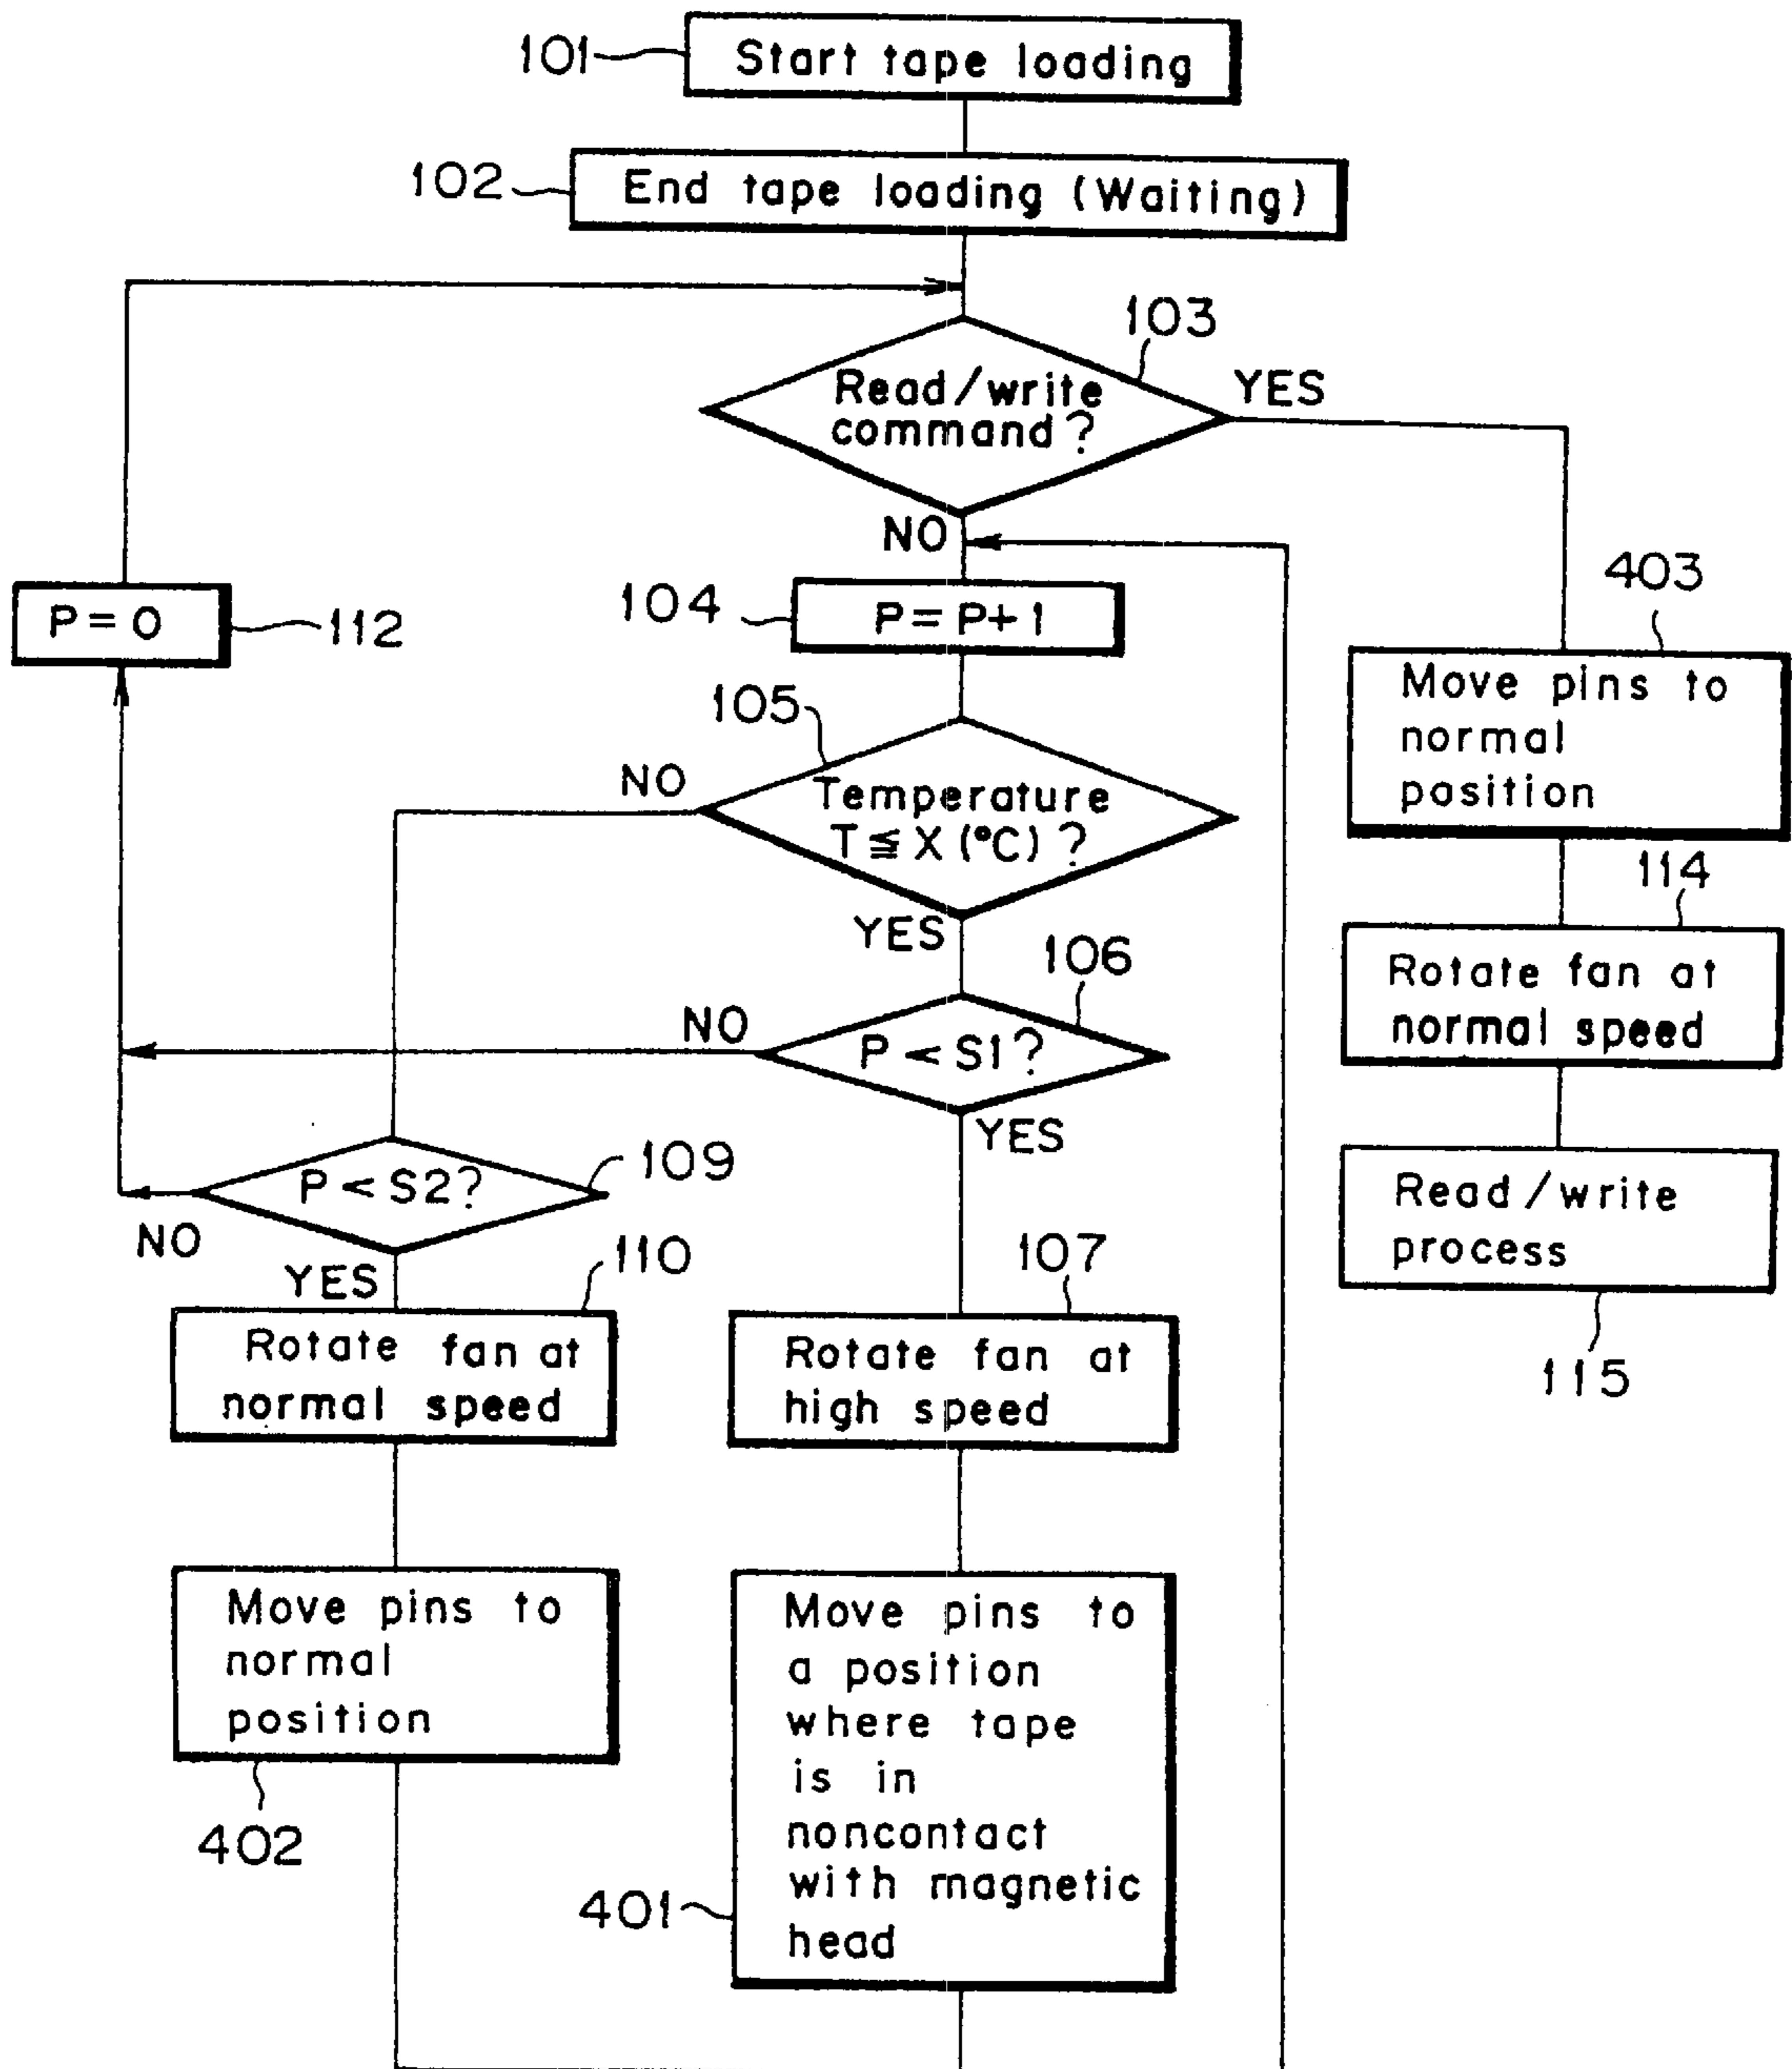 101
Start tape loading
102
End tape loading (Waiting)
103
Read/write
command?
YES
NO
P = 0
112
104
P = P+1
403
Move pins to
normal
position
105
NO
Temperature
T ≦ X (°C) ?
YES
114
Rotate fan at
normal speed
106
NO
P < S1?
YES
109
P < S2?
NO
YES
Read/write
process
115
110
Rotate fan at
normal speed
107
Rotate fan at
high speed
Move pins to
normal
position
402
Move pins to
a position
where tape
is in
noncontact
with magnetic
head
401